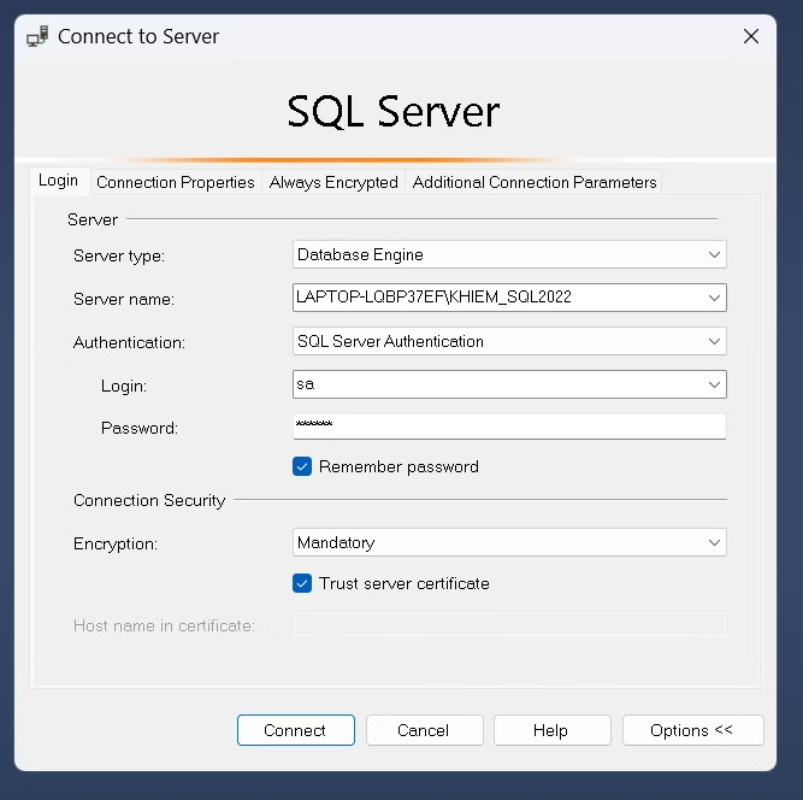 Connect to Server
SQL Server
Login Connection Properties Always Encrypted Additional Connection Parameters
Server
Server type: Database Engine
Server name: LAPTOP-LQBP37EF\KHIEM_SQL2022
Authentication: SQL Server Authentication
Login: sa
Password: ******
Remember password
Connection Security
Encryption: Mandatory
Trust server certificate
Host name in certificate:
Connect Cancel Help Options <<